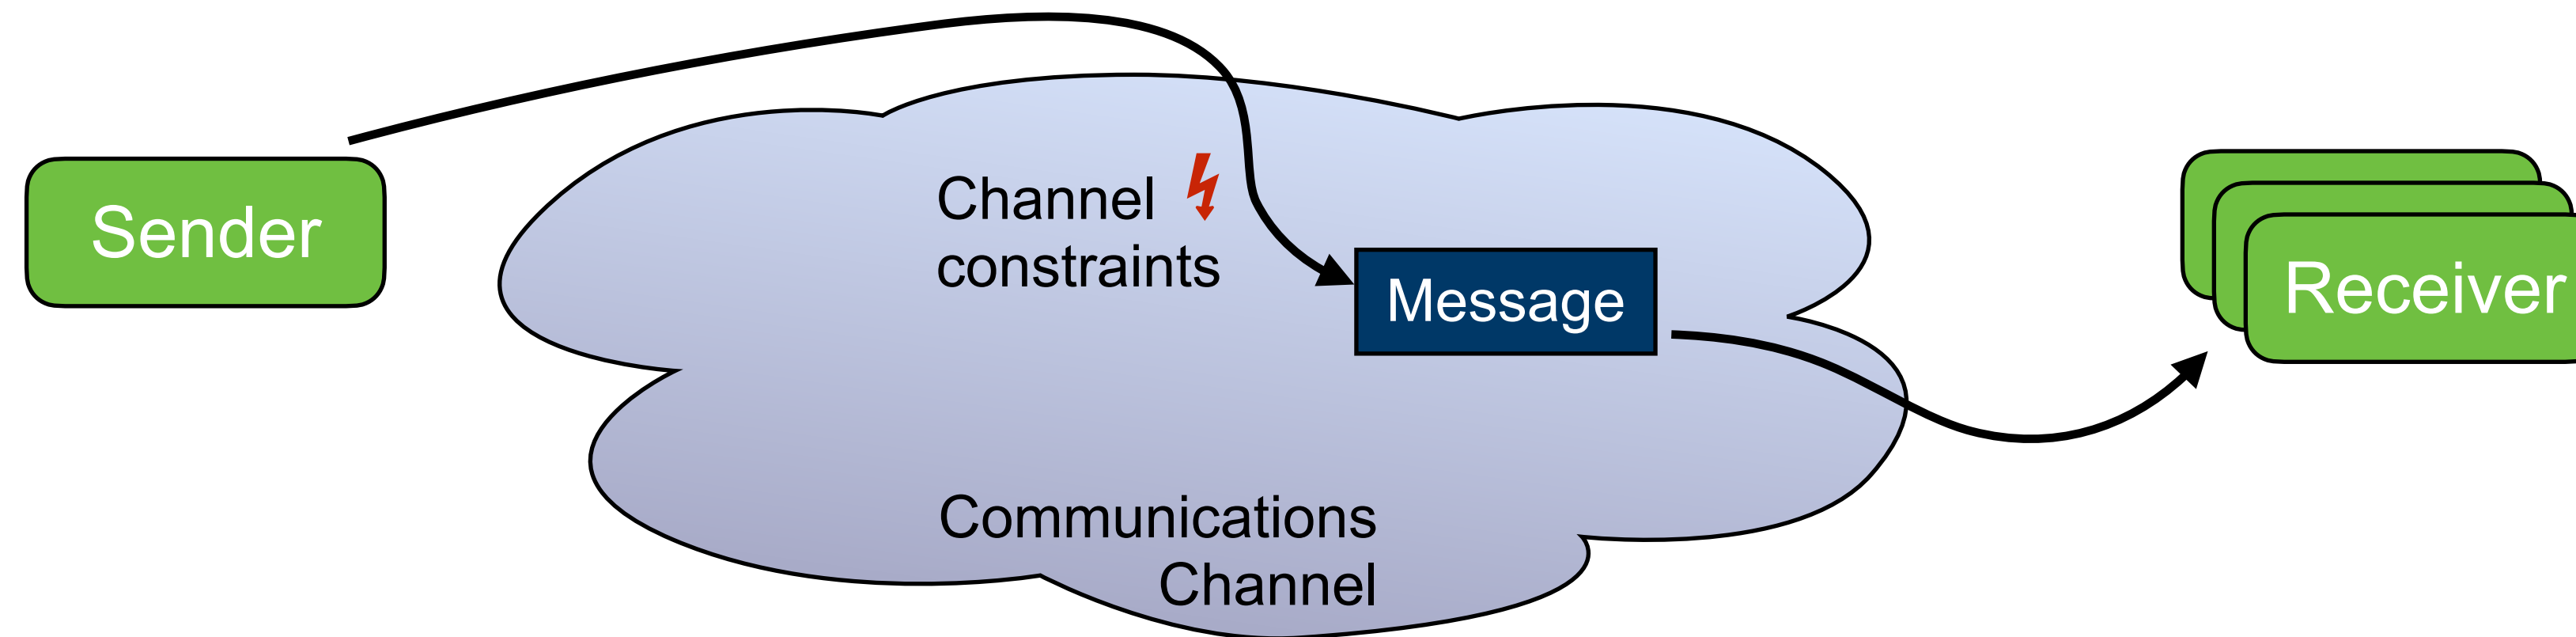 Sender
Channel
constraints
Message
Receiver
Communications
Channel